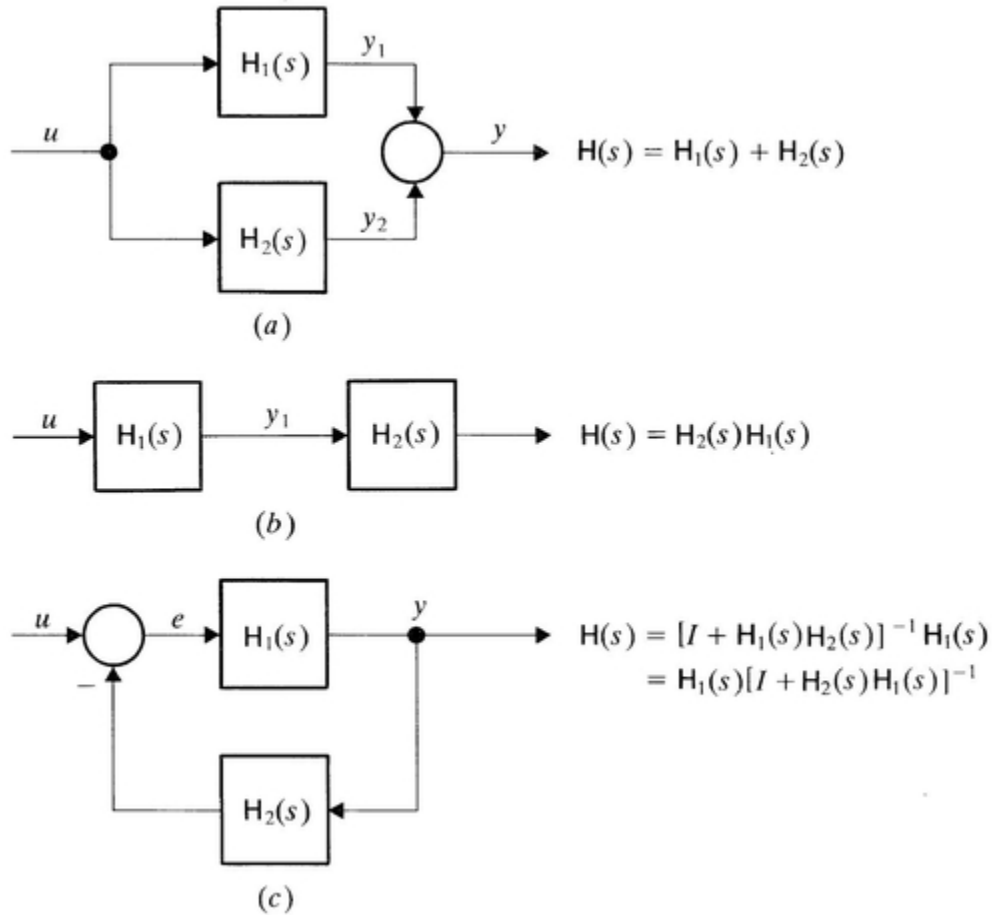 H₁(s)
y₁
u
y
H(s) = H₁(s) + H₂(s)
H₂(s)
y₂
(a)
u
H₁(s)
y₁
H₂(s)
H(s) = H₂(s)H₁(s)
(b)
u
e
H₁(s)
y
H(s) = [I + H₁(s)H₂(s)]⁻¹ H₁(s)
= H₁(s)[I + H₂(s)H₁(s)]⁻¹
−
H₂(s)
(c)